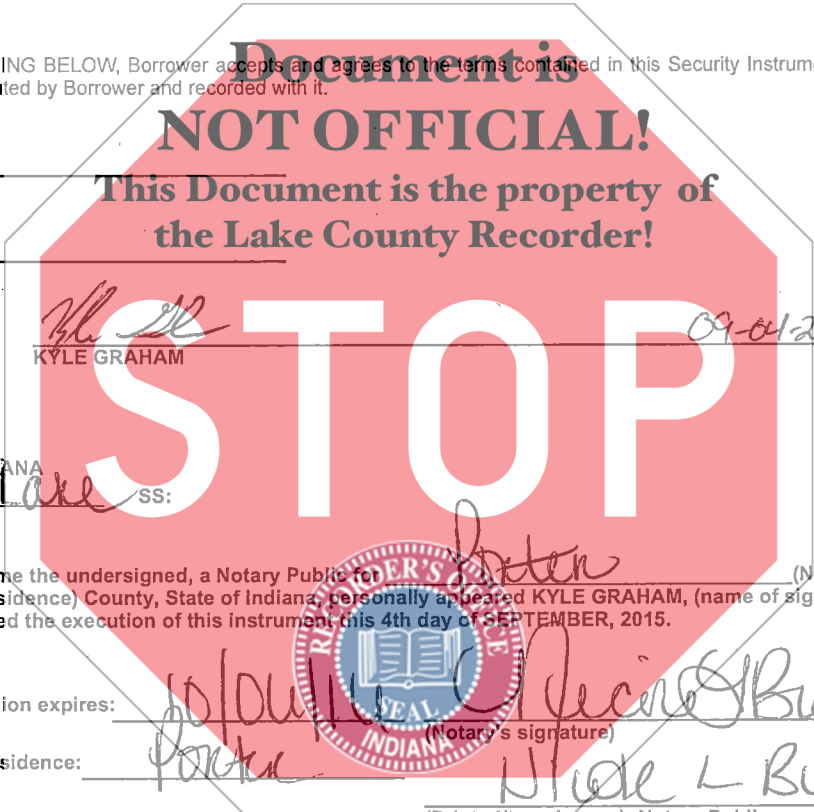 Document is
NOT OFFICIAL!
This Document is the property of
the Lake County Recorder!
STOP
ING BELOW, Borrower accepts and agrees to the terms contained in this Security Instrum
ted by Borrower and recorded with it.
09-04-2
KYLE GRAHAM
ANA
Lake SS:
Porter
me the undersigned, a Notary Public for (N
sidence) County, State of Indiana, personally appeared KYLE GRAHAM, (name of sig
ed the execution of this instrument this 4th day of SEPTEMBER, 2015.
RECORDER'S OFFICE
SEAL
INDIANA
ion expires:
(Notary's signature)
sidence: Porter
Nicole L Bu